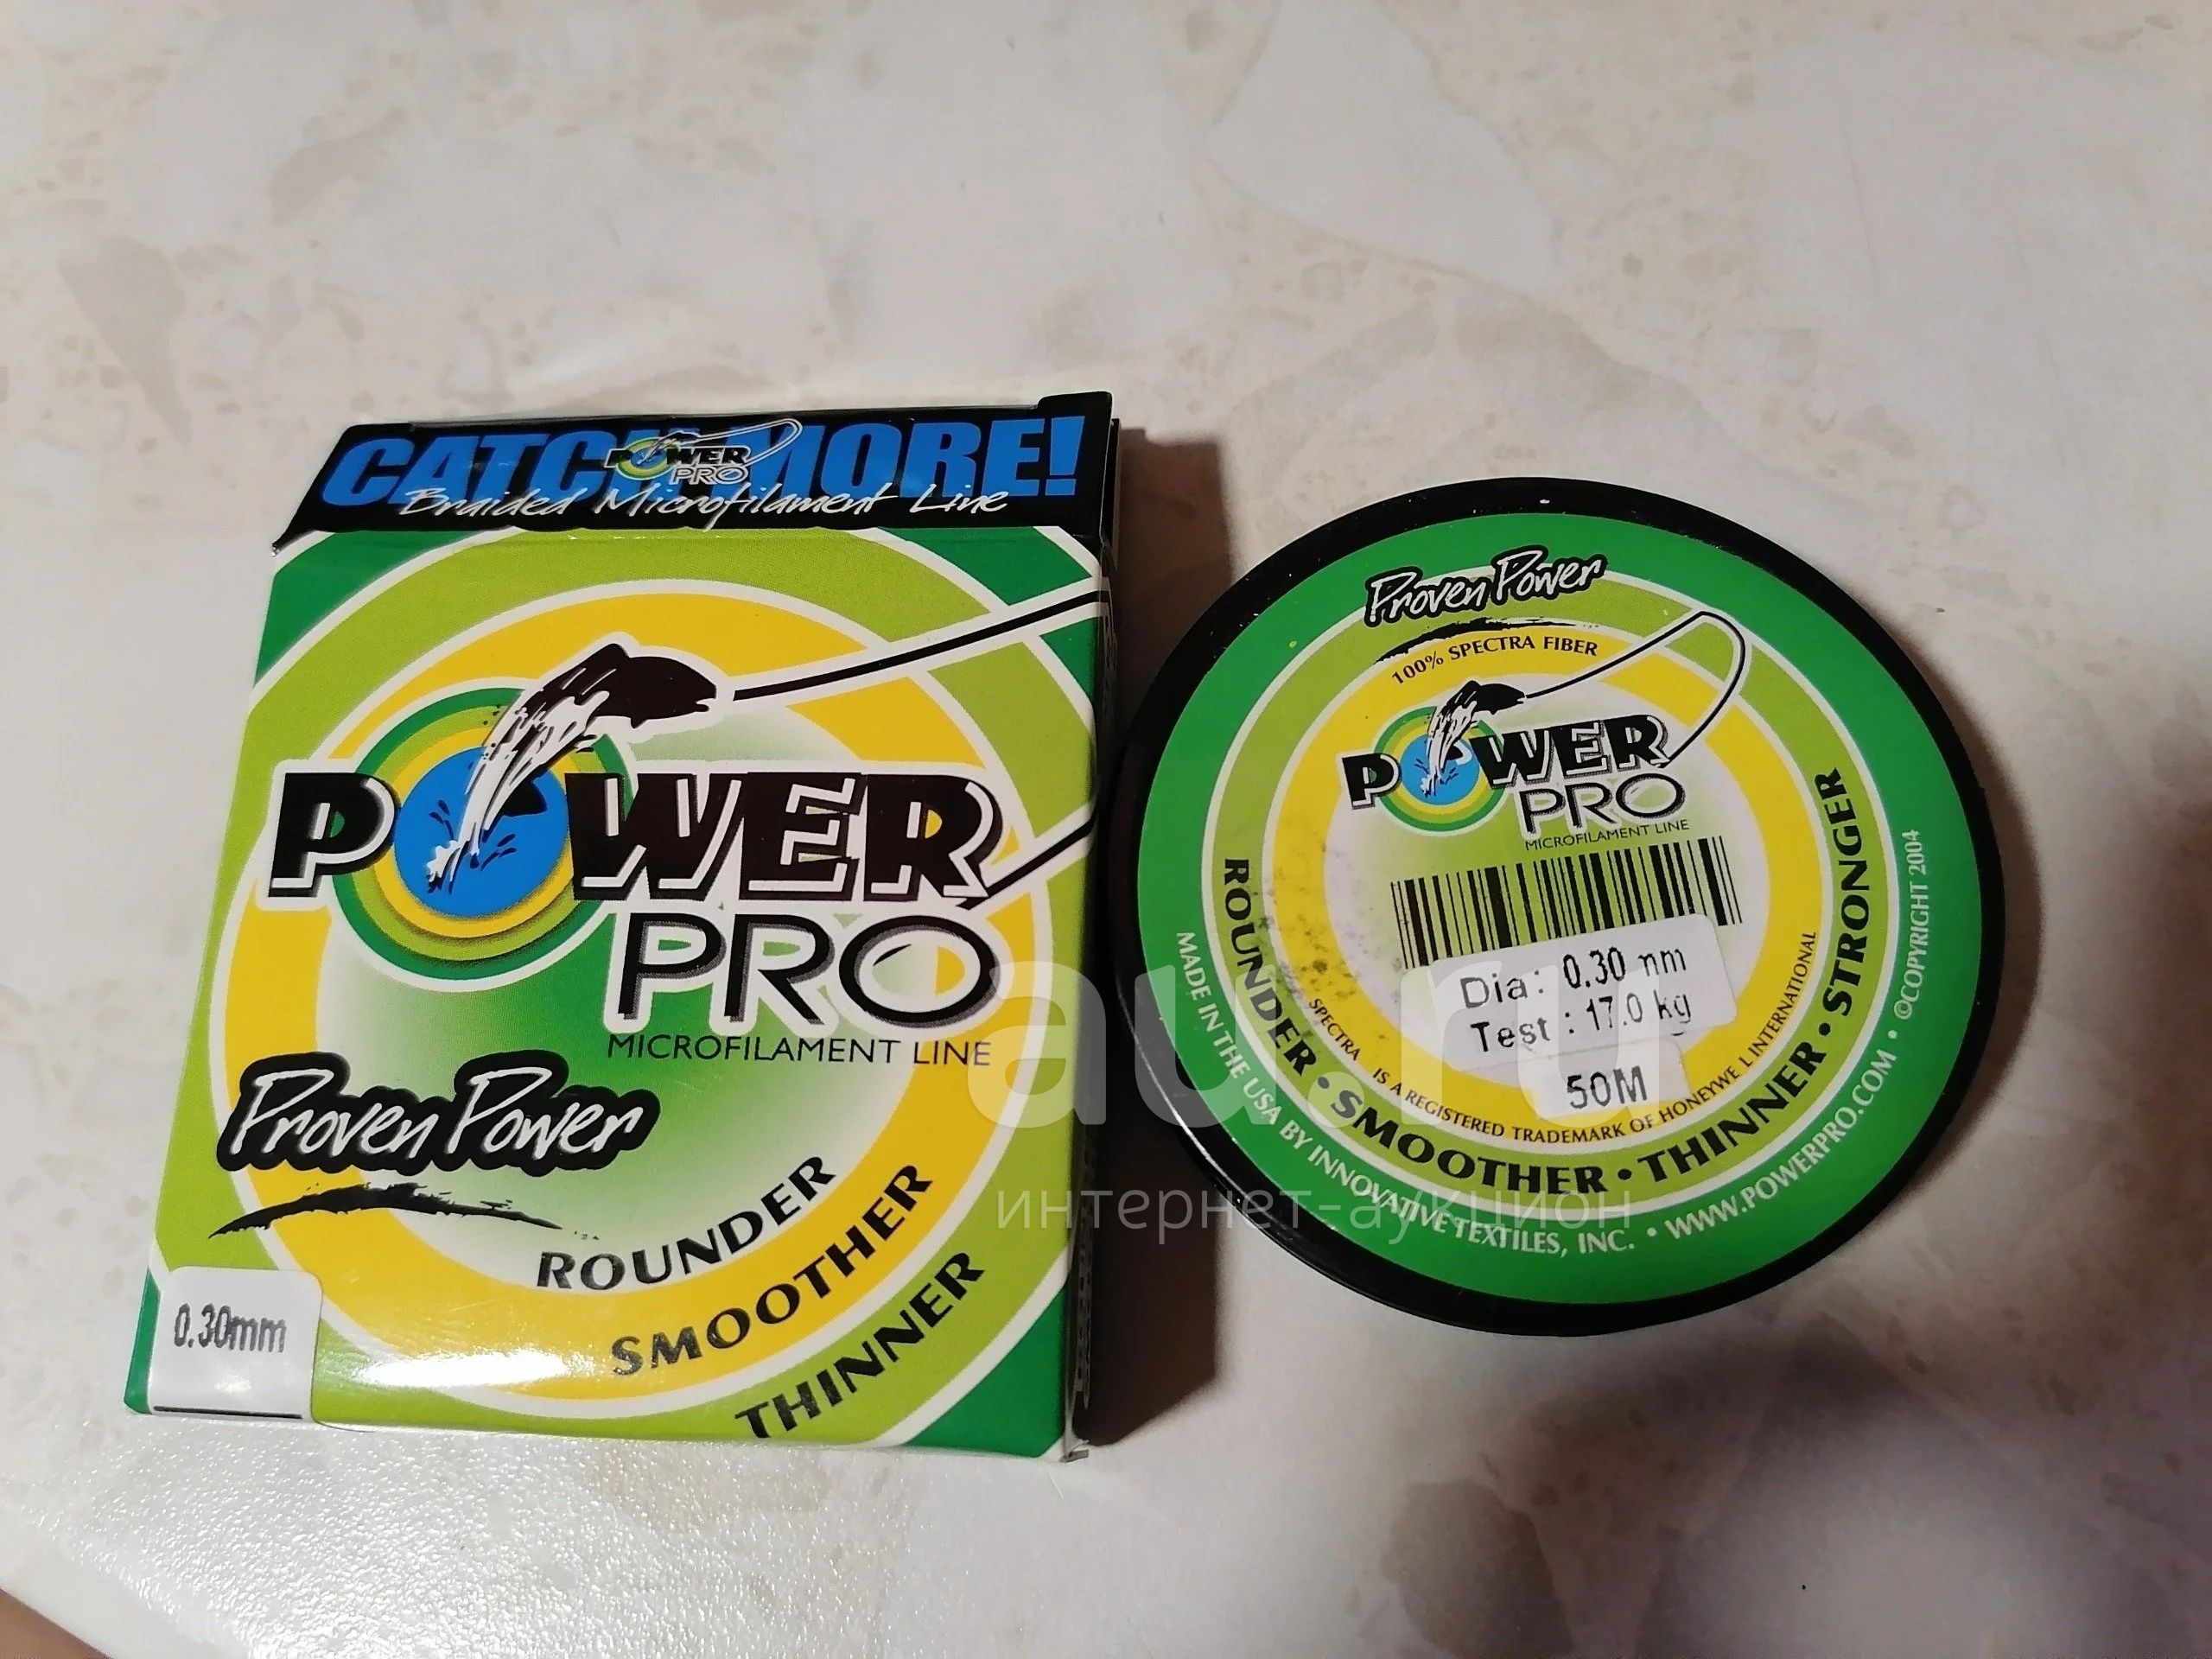 CATCH MORE!
POWER
PRO
Braided Microfilament Line
POWER
PRO
MICROFILAMENT LINE
Proven Power
ROUNDER
SMOOTHER
THINNER
0.30mm
Proven Power
100% SPECTRA FIBER
POWER
PRO
MICROFILAMENT LINE
Dia: 0.30 mm
Test: 17.0 kg
50M
SPECTRA IS A REGISTERED TRADEMARK OF HONEYWE L INTERNATIONAL
ROUNDER • SMOOTHER • THINNER • STRONGER
MADE IN THE USA BY INNOVATIVE TEXTILES, INC. • WWW.POWERPRO.COM • ©COPYRIGHT 2004
au.ru
интернет-аукцион